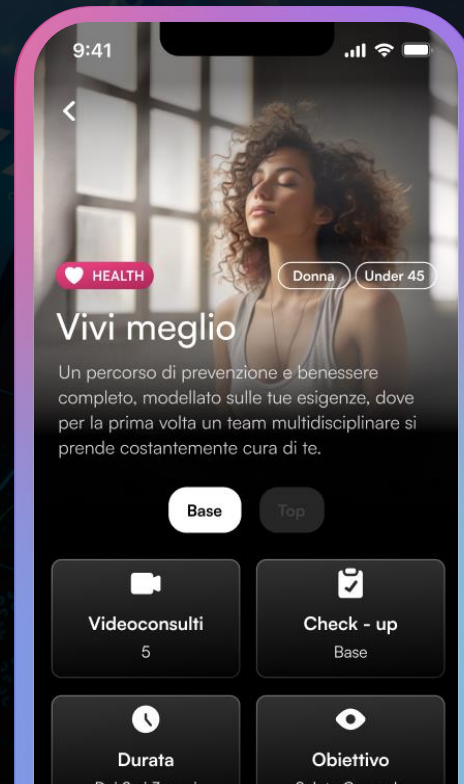 9:41
HEALTH
Donna
Under 45
Vivi meglio
Un percorso di prevenzione e benessere
completo, modellato sulle tue esigenze, dove
per la prima volta un team multidisciplinare si
prende costantemente cura di te.
Base
Top
Videoconsulti
Check - up
5
Base
Durata
Obiettivo